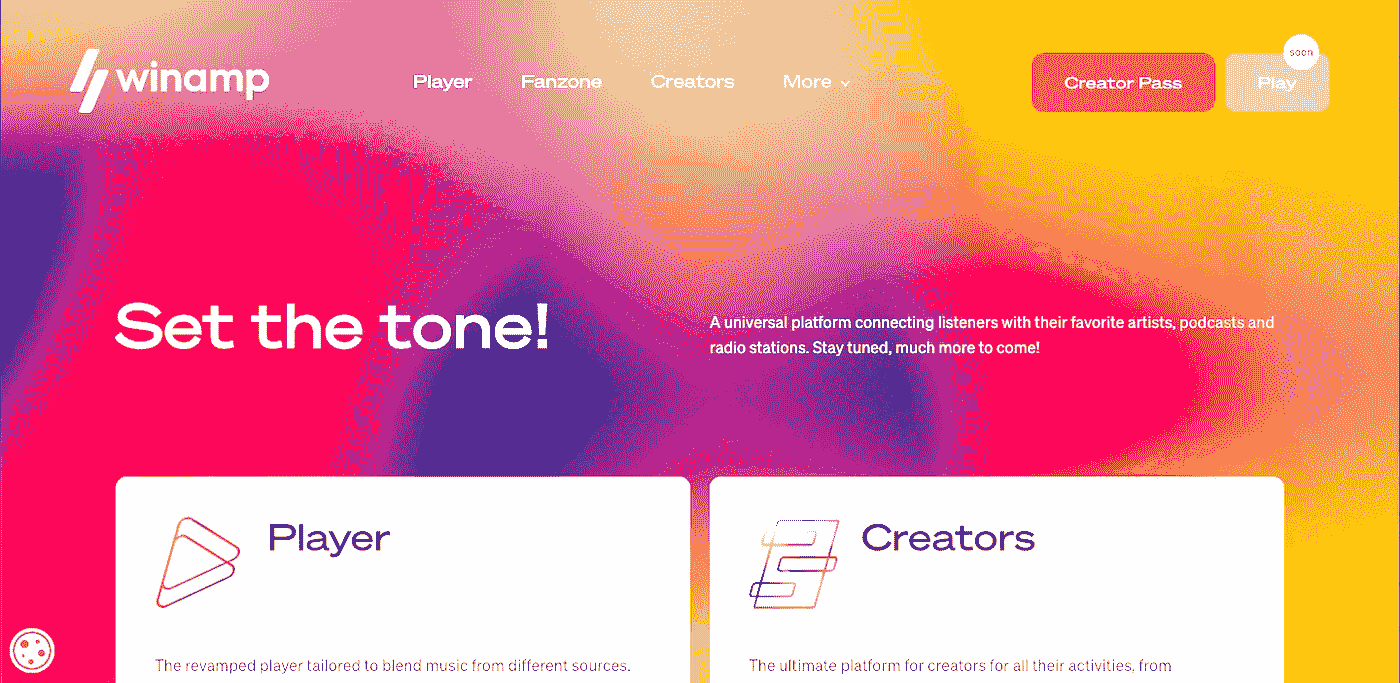 winamp
Player
Fanzone
Creators
More
Creator Pass
Play
soon
Set the tone!
A universal platform connecting listeners with their favorite artists, podcasts and
radio stations. Stay tuned, much more to come!
Player
The revamped player tailored to blend music from different sources.
Creators
The ultimate platform for creators for all their activities, from